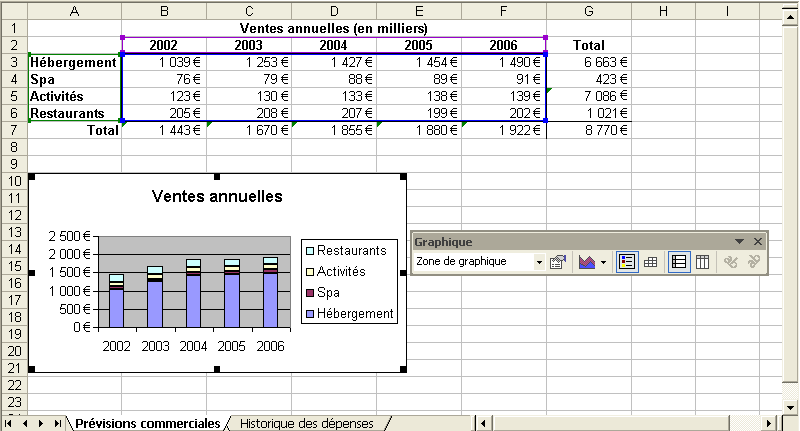 A B C D E F G H I
1 Ventes annuelles (en milliers)
2 2002 2003 2004 2005 2006 Total
3 Hébergement 1 039 € 1 253 € 1 427 € 1 454 € 1 490 € 6 663 €
4 Spa 76 € 79 € 88 € 89 € 91 € 423 €
5 Activités 123 € 130 € 133 € 138 € 139 € 7 086 €
6 Restaurants 205 € 208 € 207 € 199 € 202 € 1 021 €
7 Total 1 443 € 1 670 € 1 855 € 1 880 € 1 922 € 8 770 €
8
9
10
11
12
13
14
15
16
17
18
19
20
21
22
23
Ventes annuelles
2 500 €
2 000 €
1 500 €
1 000 €
500 €
0 €
2002 2003 2004 2005 2006
Restaurants
Activités
Spa
Hébergement
Graphique
Zone de graphique
Prévisions commerciales Historique des dépenses